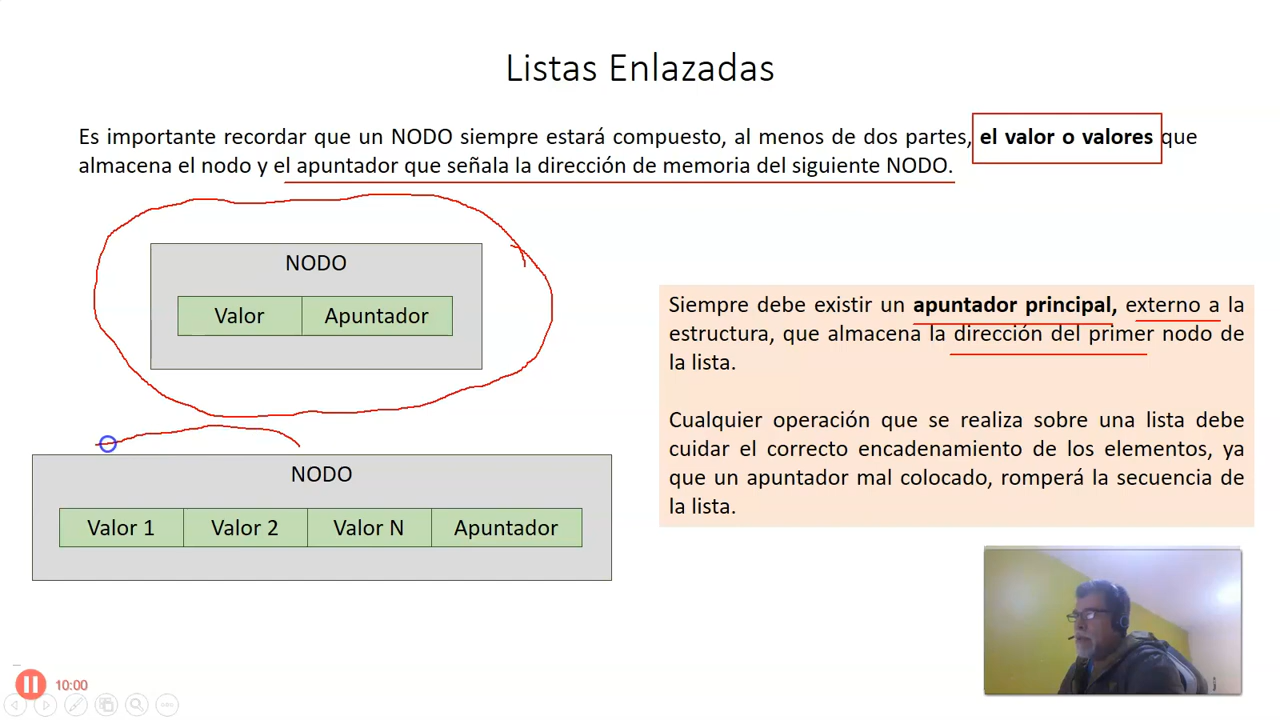 Listas Enlazadas
Es importante recordar que un NODO siempre estará compuesto, al menos de dos partes, el valor o valores que
almacena el nodo y el apuntador que señala la dirección de memoria del siguiente NODO.
NODO
Valor Apuntador
Siempre debe existir un apuntador principal, externo a la
estructura, que almacena la dirección del primer nodo de
la lista.
Cualquier operación que se realiza sobre una lista debe
cuidar el correcto encadenamiento de los elementos, ya
que un apuntador mal colocado, romperá la secuencia de
la lista.
NODO
Valor 1 Valor 2 Valor N Apuntador
10:00